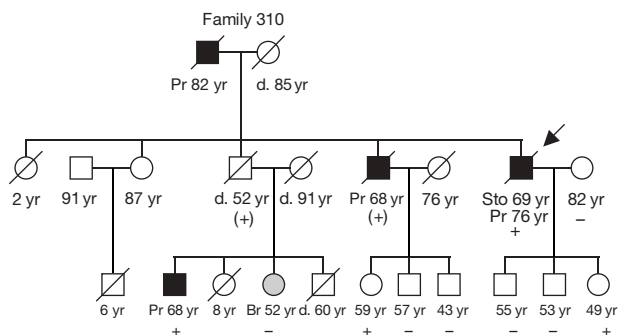 Family 310
Pr 82 yr d. 85 yr
2 yr 91 yr 87 yr d. 52 yr d. 91 yr Pr 68 yr 76 yr Sto 69 yr 82 yr
(+) (+) Pr 76 yr –
+
6 yr Pr 68 yr 8 yr Br 52 yr d. 60 yr 59 yr 57 yr 43 yr 55 yr 53 yr 49 yr
+ – + – – – – +